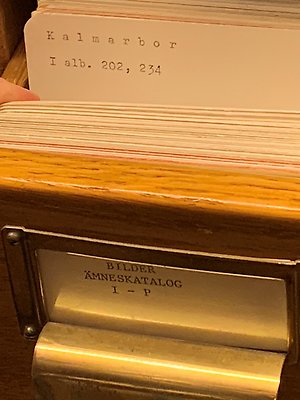 Kalmarbor
I alb. 202, 234
BILDER
ÄMNESKATALOG
I - P